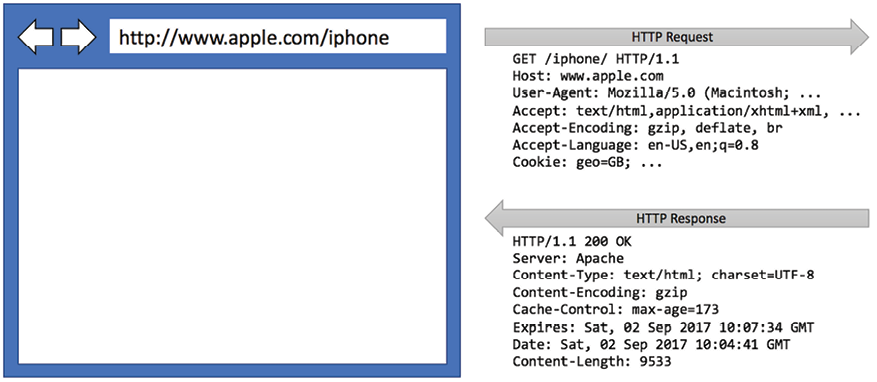 http://www.apple.com/iphone
HTTP Request
GET /iphone/ HTTP/1.1
Host: www.apple.com
User-Agent: Mozilla/5.0 (Macintosh; ...
Accept: text/html,application/xhtml+xml, ...
Accept-Encoding: gzip, deflate, br
Accept-Language: en-US,en;q=0.8
Cookie: geo=GB; ...
HTTP Response
HTTP/1.1 200 OK
Server: Apache
Content-Type: text/html; charset=UTF-8
Content-Encoding: gzip
Cache-Control: max-age=173
Expires: Sat, 02 Sep 2017 10:07:34 GMT
Date: Sat, 02 Sep 2017 10:04:41 GMT
Content-Length: 9533